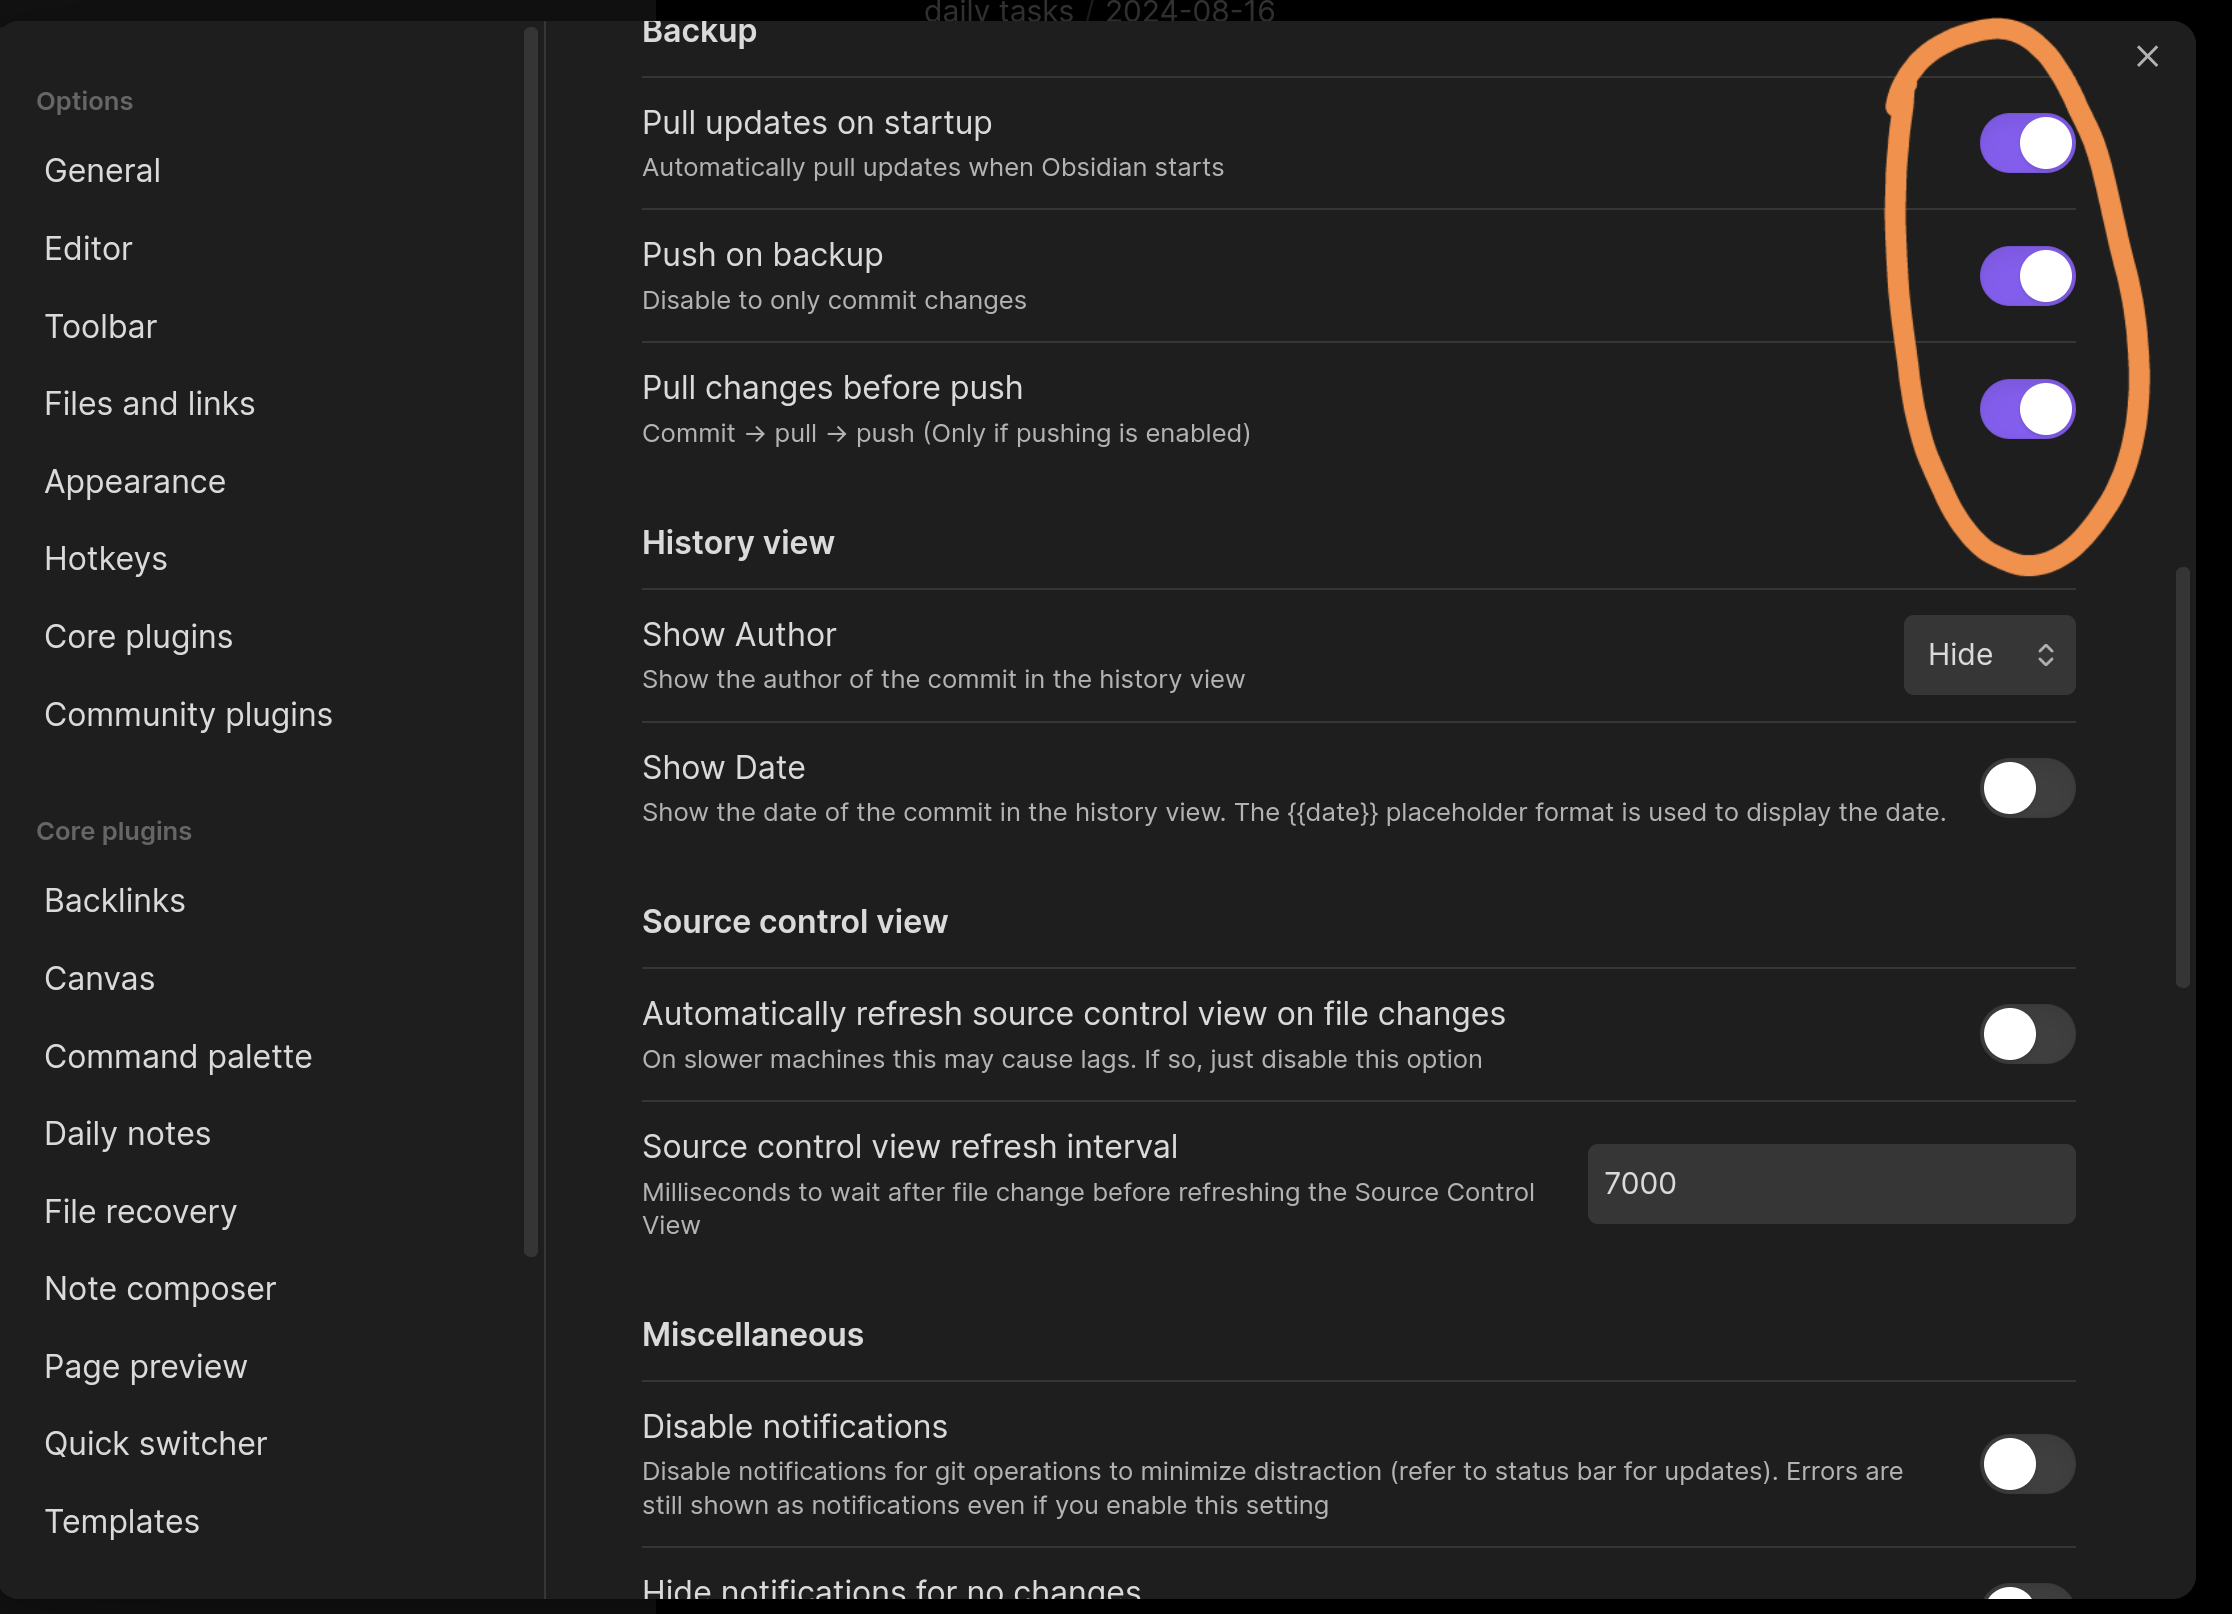 daily tasks / 2024-08-16
Options
General
Editor
Toolbar
Files and links
Appearance
Hotkeys
Core plugins
Community plugins
Core plugins
Backlinks
Canvas
Command palette
Daily notes
File recovery
Note composer
Page preview
Quick switcher
Templates
Backup
Pull updates on startup
Automatically pull updates when Obsidian starts
Push on backup
Disable to only commit changes
Pull changes before push
Commit → pull → push (Only if pushing is enabled)
History view
Show Author
Show the author of the commit in the history view
Hide
Show Date
Show the date of the commit in the history view. The {{date}} placeholder format is used to display the date.
Source control view
Automatically refresh source control view on file changes
On slower machines this may cause lags. If so, just disable this option
Source control view refresh interval
Milliseconds to wait after file change before refreshing the Source Control
View
7000
Miscellaneous
Disable notifications
Disable notifications for git operations to minimize distraction (refer to status bar for updates). Errors are
still shown as notifications even if you enable this setting
Hide notifications for no changes